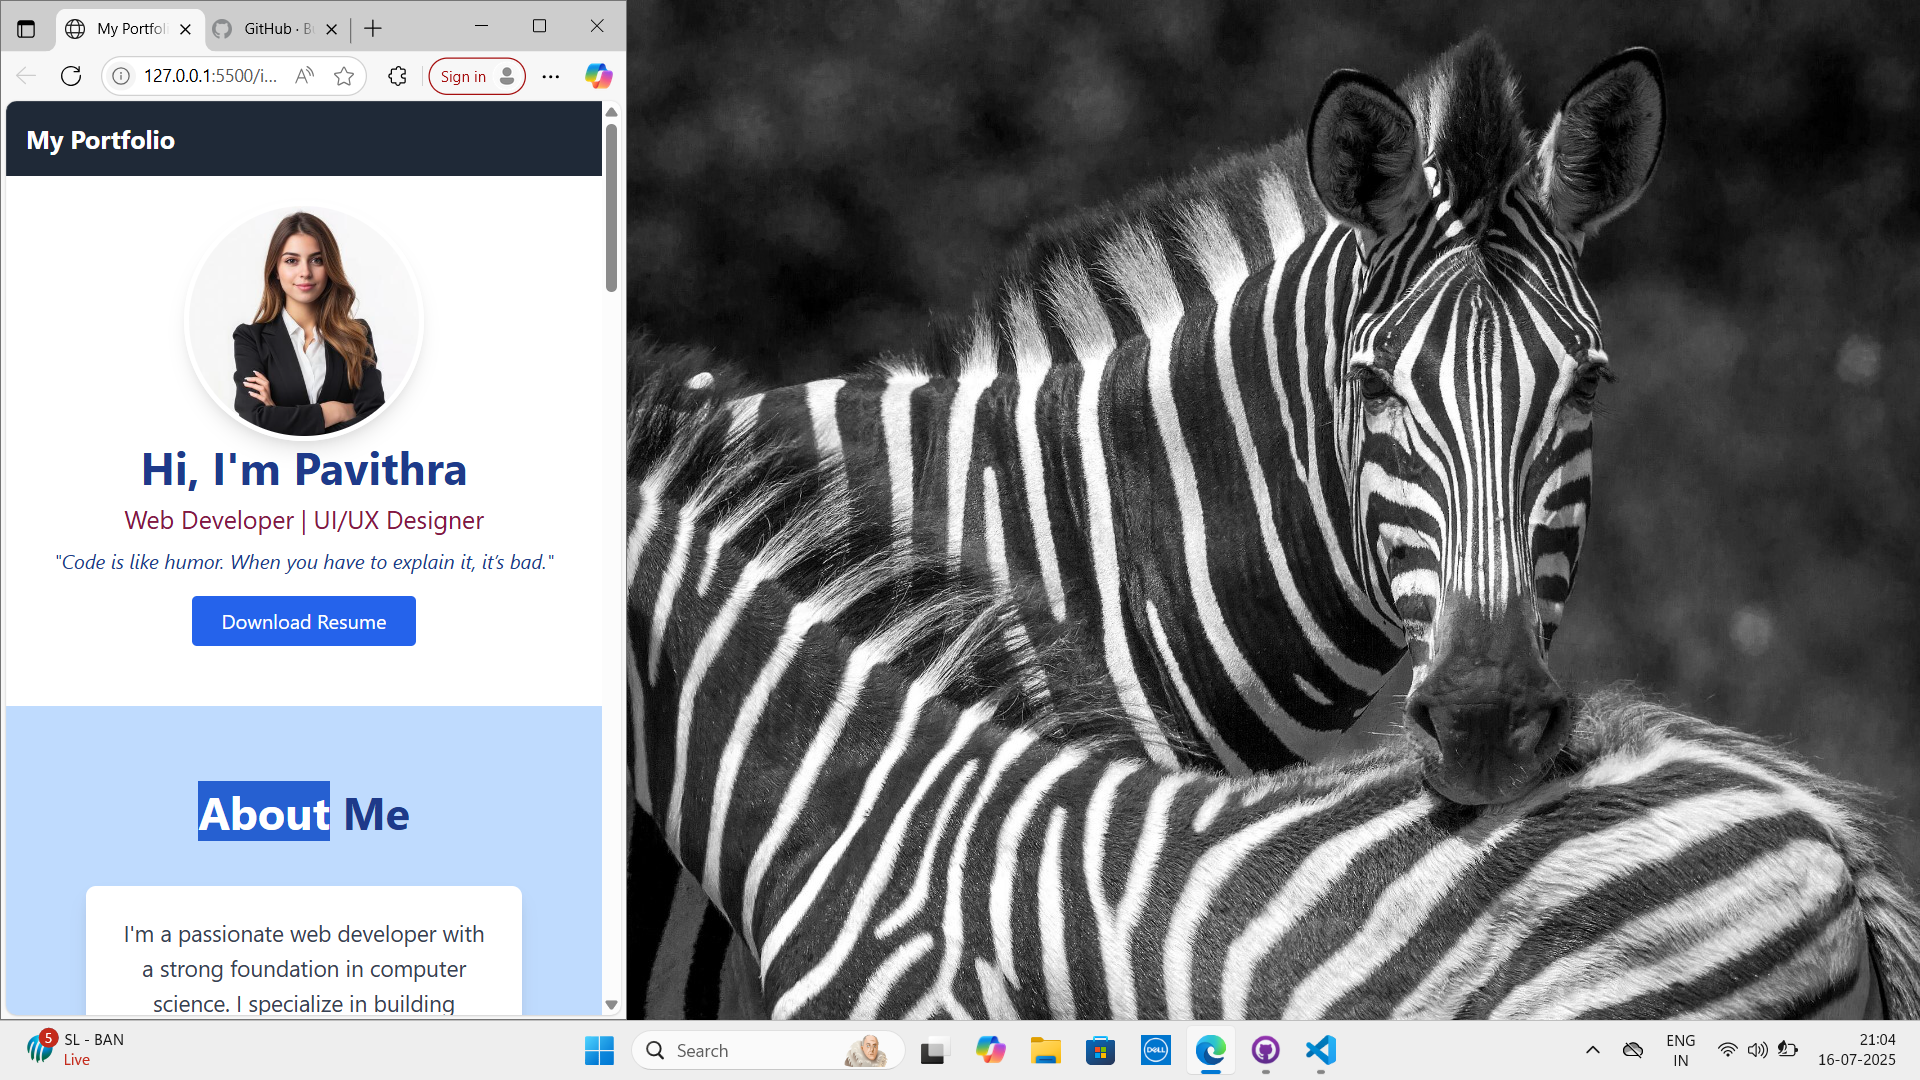 My Portfoli
GitHub · B
127.0.0.1:5500/i...
Sign in
My Portfolio
Hi, I'm Pavithra
Web Developer | UI/UX Designer
"Code is like humor. When you have to explain it, it’s bad."
Download Resume
About Me
I'm a passionate web developer with
a strong foundation in computer
science. I specialize in building
5
SL - BAN
Live
Search
DELL
ENG
IN
21:04
16-07-2025